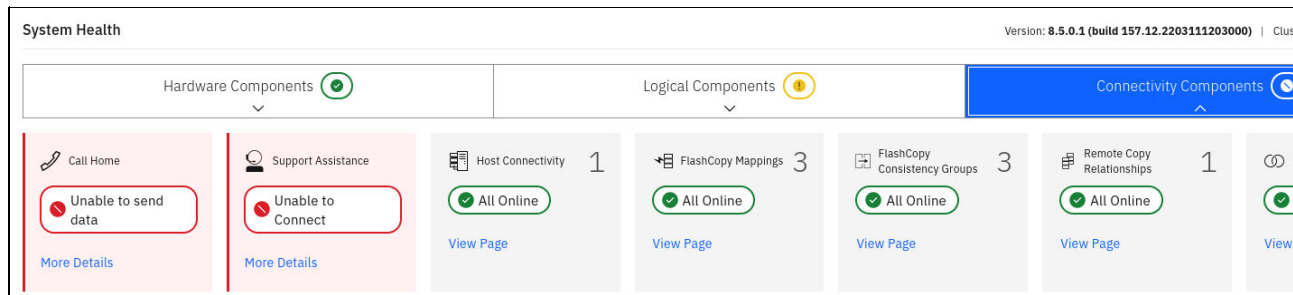 System Health
Version: 8.5.0.1 (build 157.12.2203111203000) | Clus
Hardware Components
Logical Components
Connectivity Components
Call Home
Unable to send
data
More Details
Support Assistance
Unable to
Connect
More Details
Host Connectivity 1
All Online
View Page
FlashCopy Mappings 3
All Online
View Page
FlashCopy
Consistency Groups 3
All Online
View Page
Remote Copy
Relationships 1
All Online
View Page
View